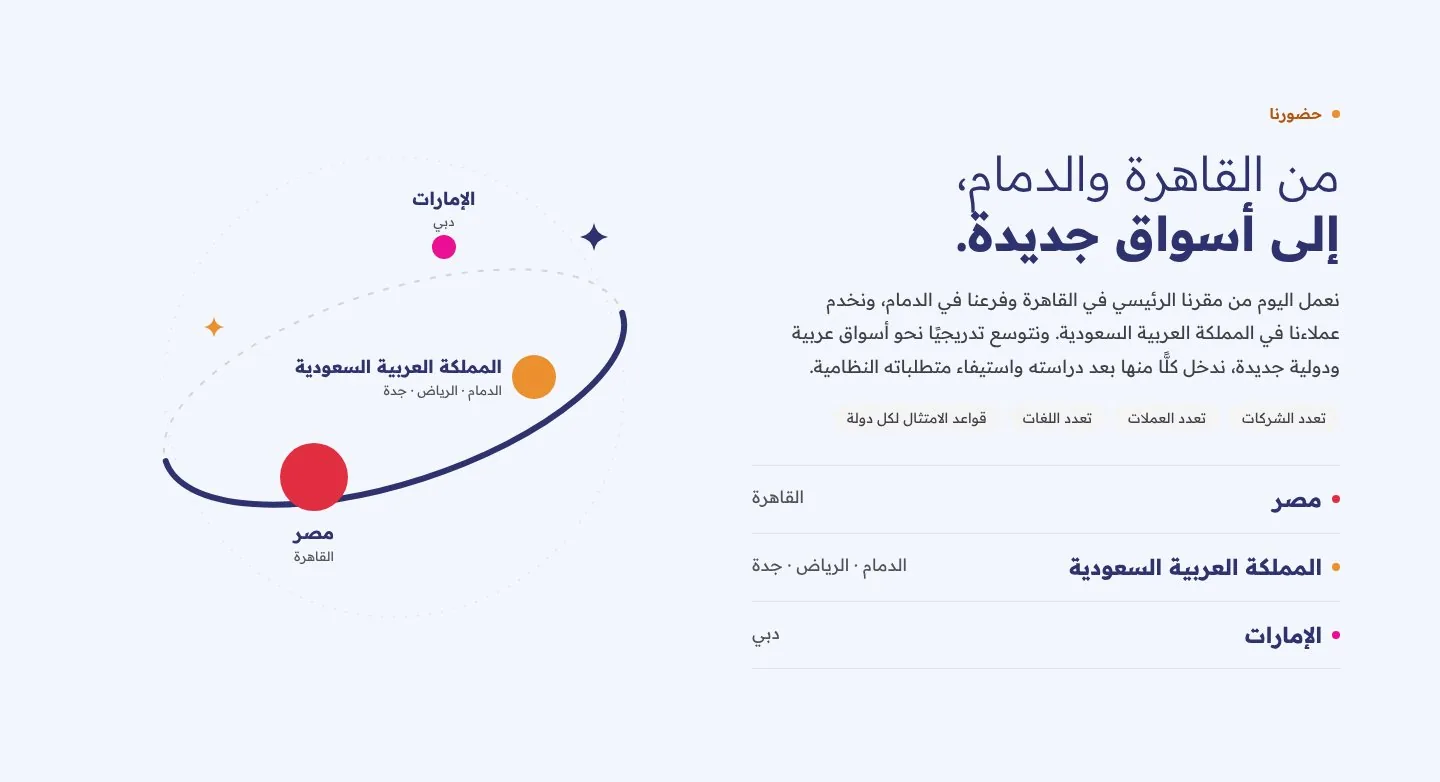 حضورنا
من القاهرة والدمام،
إلى أسواق جديدة.
نعمل اليوم من مقرنا الرئيسي في القاهرة وفرعنا في الدمام، ونخدم
عملاءنا في المملكة العربية السعودية. ونتوسع تدريجيًا نحو أسواق عربية
ودولية جديدة، ندخل كلًّا منها بعد دراسته واستيفاء متطلباته النظامية.
تعدد الشركات
تعدد العملات
تعدد اللغات
قواعد الامتثال لكل دولة
مصر
القاهرة
المملكة العربية السعودية
الدمام · الرياض · جدة
الإمارات
دبي
الإمارات
دبي
المملكة العربية السعودية
الدمام · الرياض · جدة
مصر
القاهرة